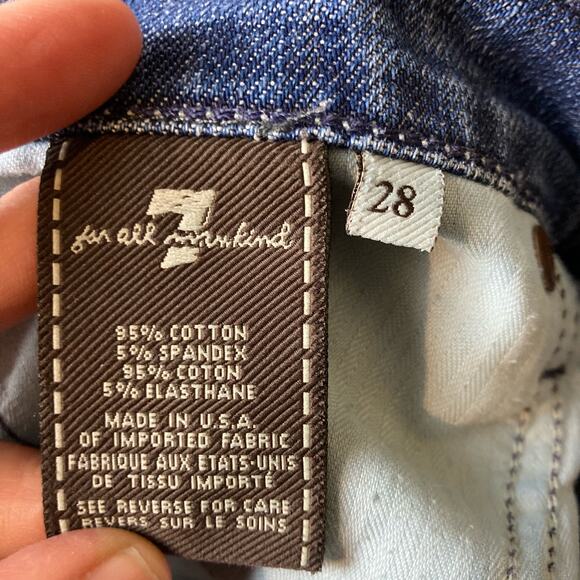 7
for all mankind
28
95% COTTON
5% SPANDEX
95% COTON
5% ELASTHANE
MADE IN U.S.A.
OF IMPORTED FABRIC
FABRIQUE AUX ETATS-UNIS
DE TISSU IMPORTÉ
SEE REVERSE FOR CARE
REVERS SUR LE SOINS